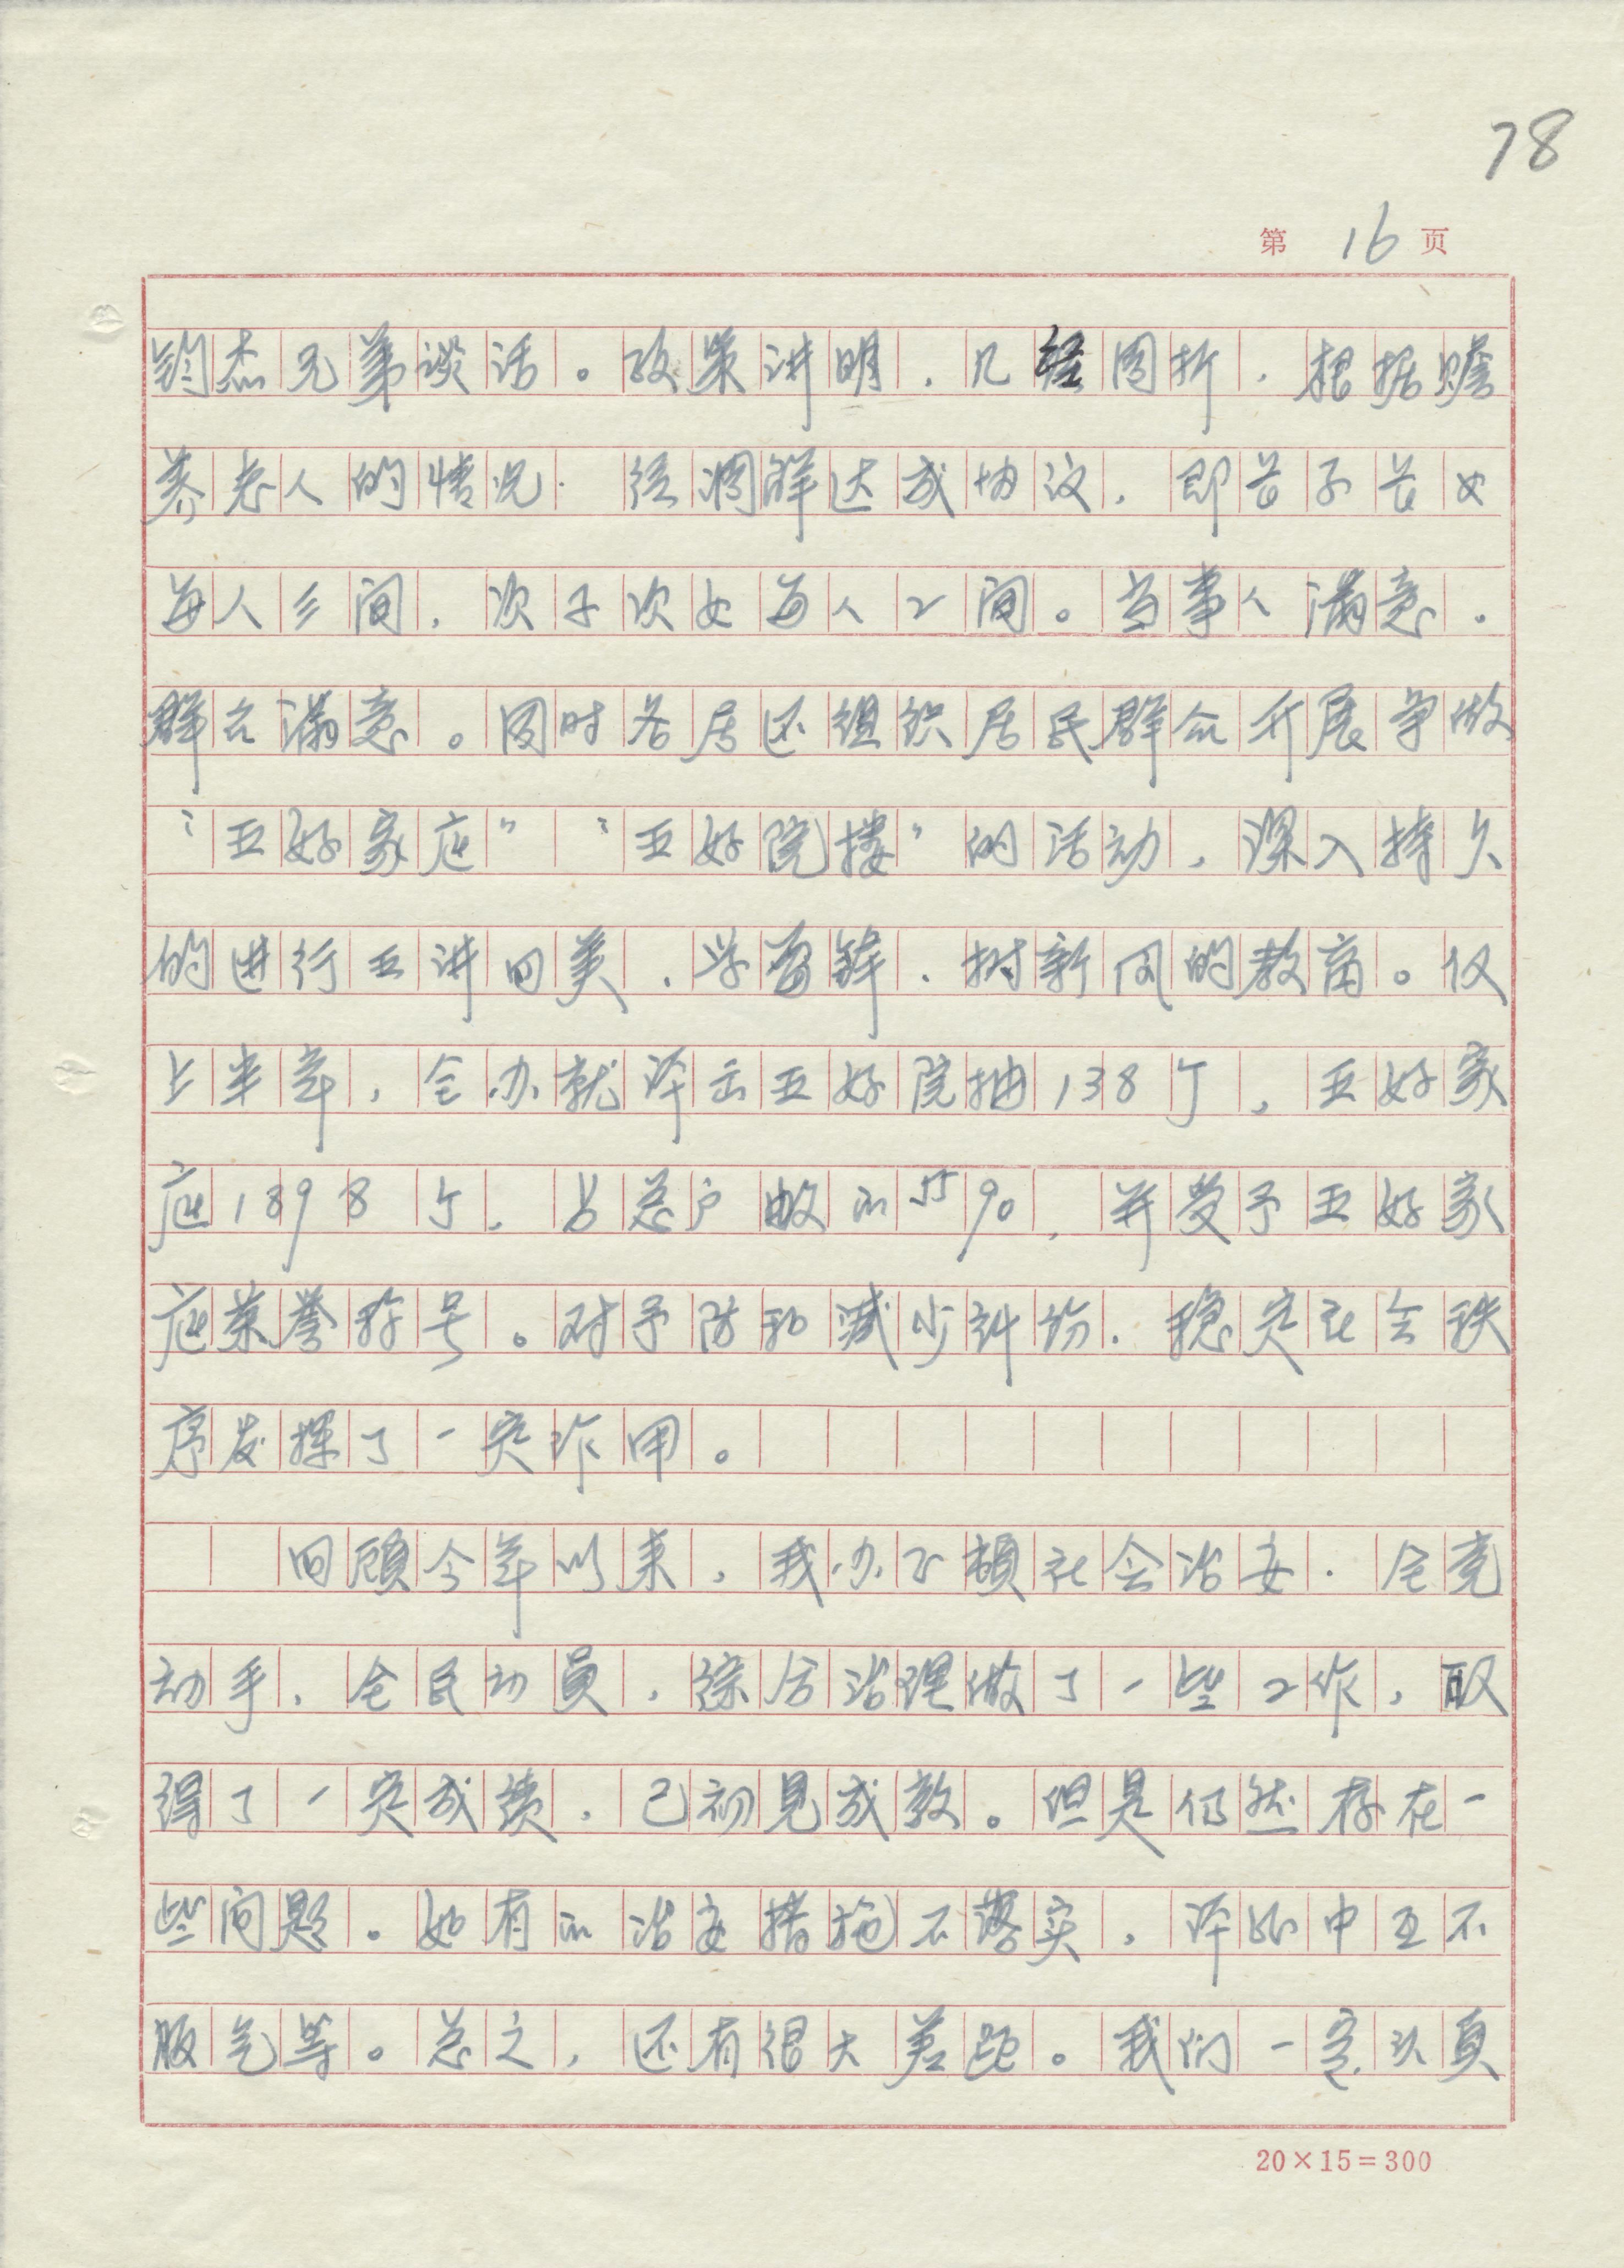 78
第 16 页
钧杰兄弟谈话。政策讲明，几经周折，根据赡
养老人的情况．经调解达成协议，即长子长女
每人三间，次子次女每人2间。当事人满意．
群众满意。同时各居还组织居民群众开展争做
“五好家庭”“五好院楼”的活动，深入持久
的进行五讲四美．学雷锋．树新风的教育。仅
上半年，全办就评出五好院抽138个，五好家
庭1898个，占总户数的55％，并受予五好家
庭荣誉称号。对予防和减少纠纷．稳定社会秩
序发挥了一定作用。
回顾今年以来，我办正顿社会治安．全党
动手，全民动员，综合治理做了一些工作，取
得了一定成绩，已初见成效。但是仍然存在一
些问题。如有的治安措施不落实，评比中互不
服气等。总之，还有很大差距。我们一定认真
20×15=300